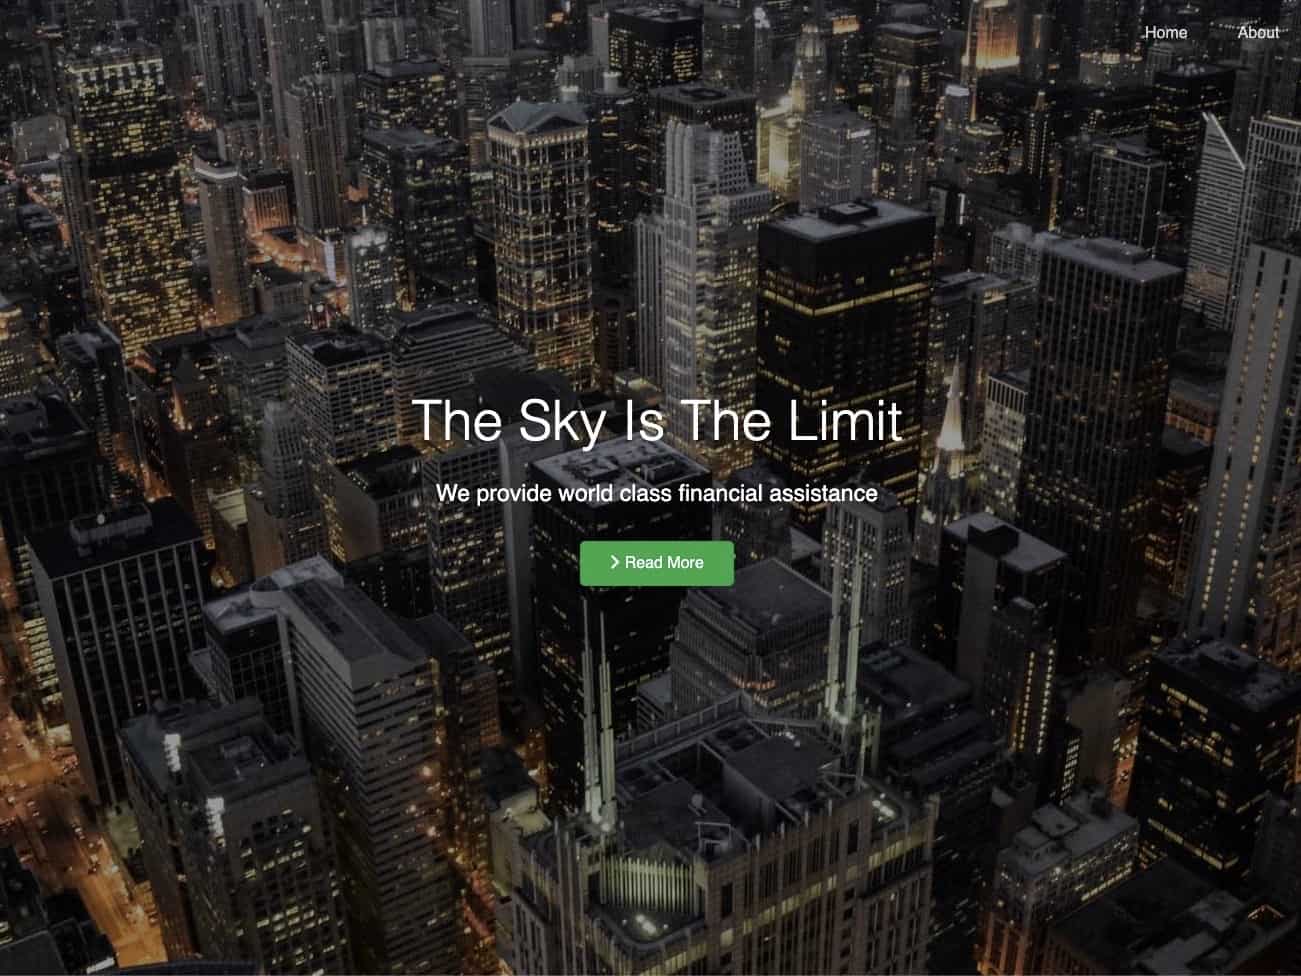 Home About
The Sky Is The Limit
We provide world class financial assistance
Read More